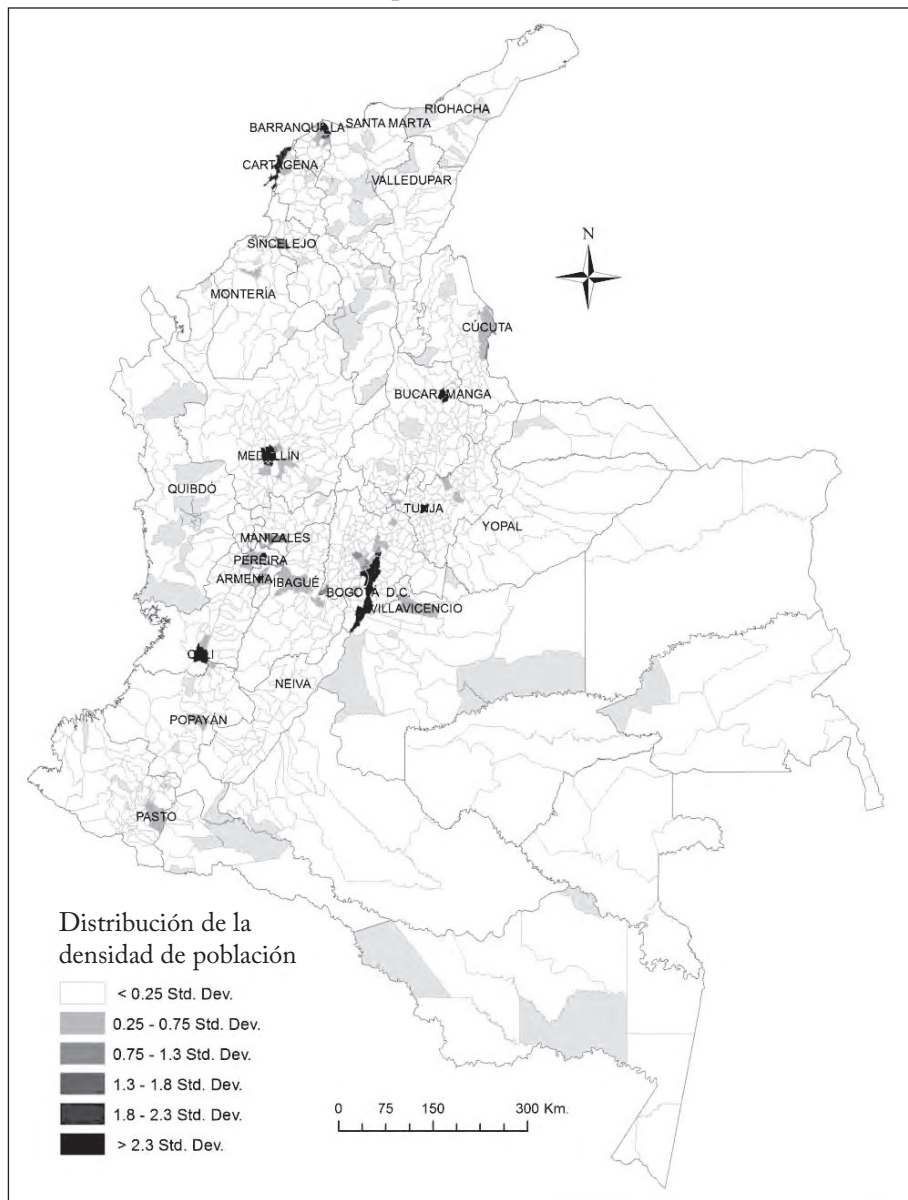 RIOHACHA
SANTA MARTA
BARRANQUILLA
CARTAGENA
VALLEDUPAR
SINCELEJO
N
MONTERÍA
CÚCUTA
BUCARAMANGA
MEDELLÍN
QUIBDÓ
TUNJA
YOPAL
MANIZALES
PEREIRA
ARMENIA
IBAGUÉ
BOGOTÁ D.C.
VILLAVICENCIO
CALI
NEIVA
POPAYÁN
PASTO
Distribución de la
densidad de población
< 0.25 Std. Dev.
0.25 - 0.75 Std. Dev.
0.75 - 1.3 Std. Dev.
1.3 - 1.8 Std. Dev.
1.8 - 2.3 Std. Dev.
> 2.3 Std. Dev.
0 75 150 300 Km.